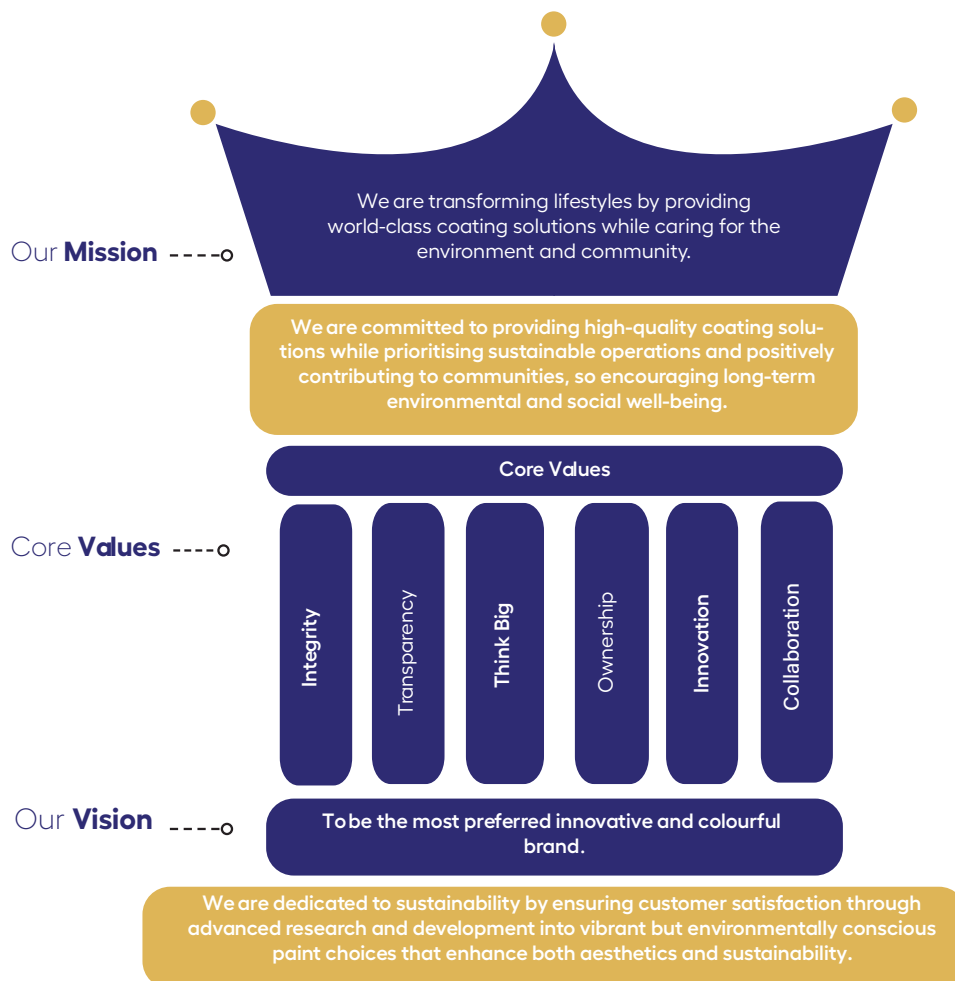 We are transforming lifestyles by providing
world-class coating solutions while caring for the
environment and community.
Our Mission
We are committed to providing high-quality coating solu-
tions while prioritising sustainable operations and positively
contributing to communities, so encouraging long-term
environmental and social well-being.
Core Values
Core Values
Integrity
Transparency
Think Big
Ownership
Innovation
Collaboration
Our Vision
To be the most preferred innovative and colourful
brand.
We are dedicated to sustainability by ensuring customer satisfaction through
advanced research and development into vibrant but environmentally conscious
paint choices that enhance both aesthetics and sustainability.